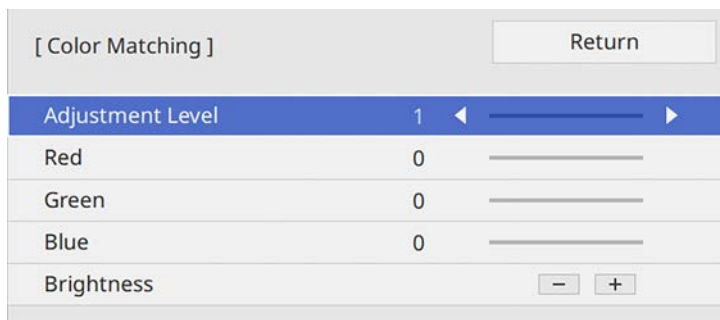 [ Color Matching ]
Return
Adjustment Level 1
Red 0
Green 0
Blue 0
Brightness - +